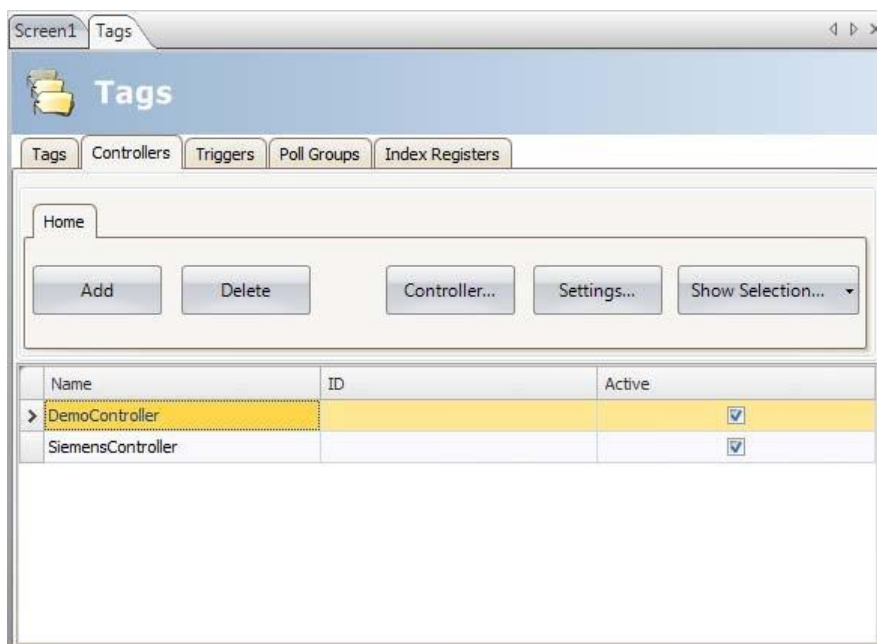 Screen1 Tags
Tags
Tags Controllers Triggers Poll Groups Index Registers
Home
Add Delete Controller... Settings... Show Selection...
Name ID Active
DemoController
SiemensController